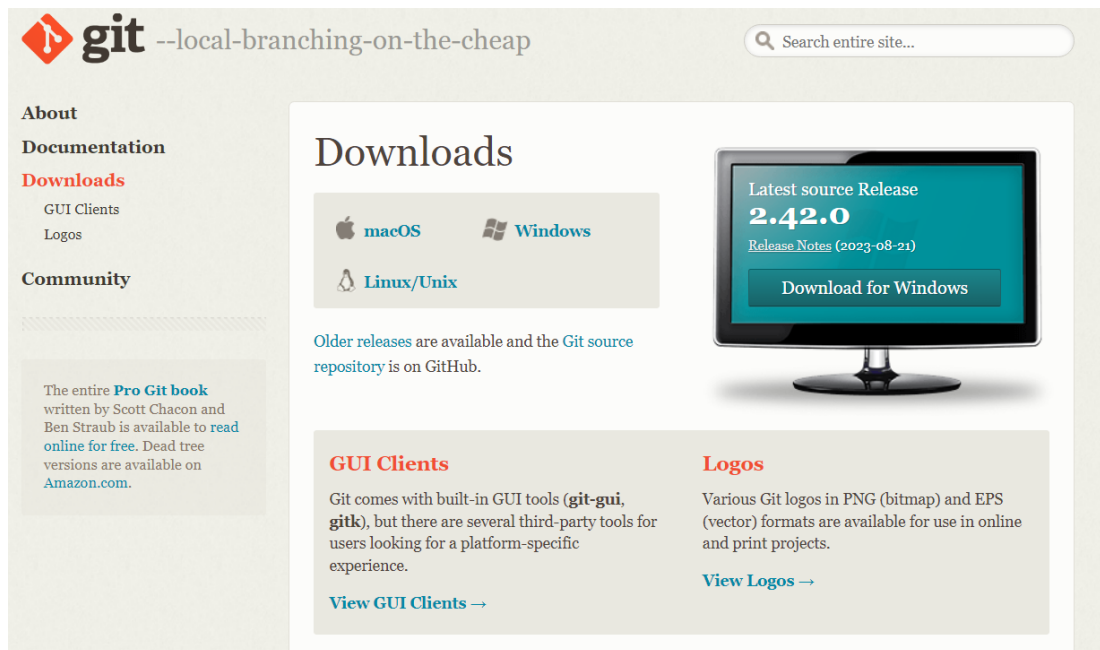 git --local-branching-on-the-cheap
Search entire site...
About
Documentation
Downloads
GUI Clients
Logos
Community
The entire Pro Git book
written by Scott Chacon and
Ben Straub is available to read
online for free. Dead tree
versions are available on
Amazon.com.
Downloads
macOS
Windows
Linux/Unix
Older releases are available and the Git source
repository is on GitHub.
Latest source Release
2.42.0
Release Notes (2023-08-21)
Download for Windows
GUI Clients
Git comes with built-in GUI tools (git-gui,
gitk), but there are several third-party tools for
users looking for a platform-specific
experience.
View GUI Clients →
Logos
Various Git logos in PNG (bitmap) and EPS
(vector) formats are available for use in online
and print projects.
View Logos →